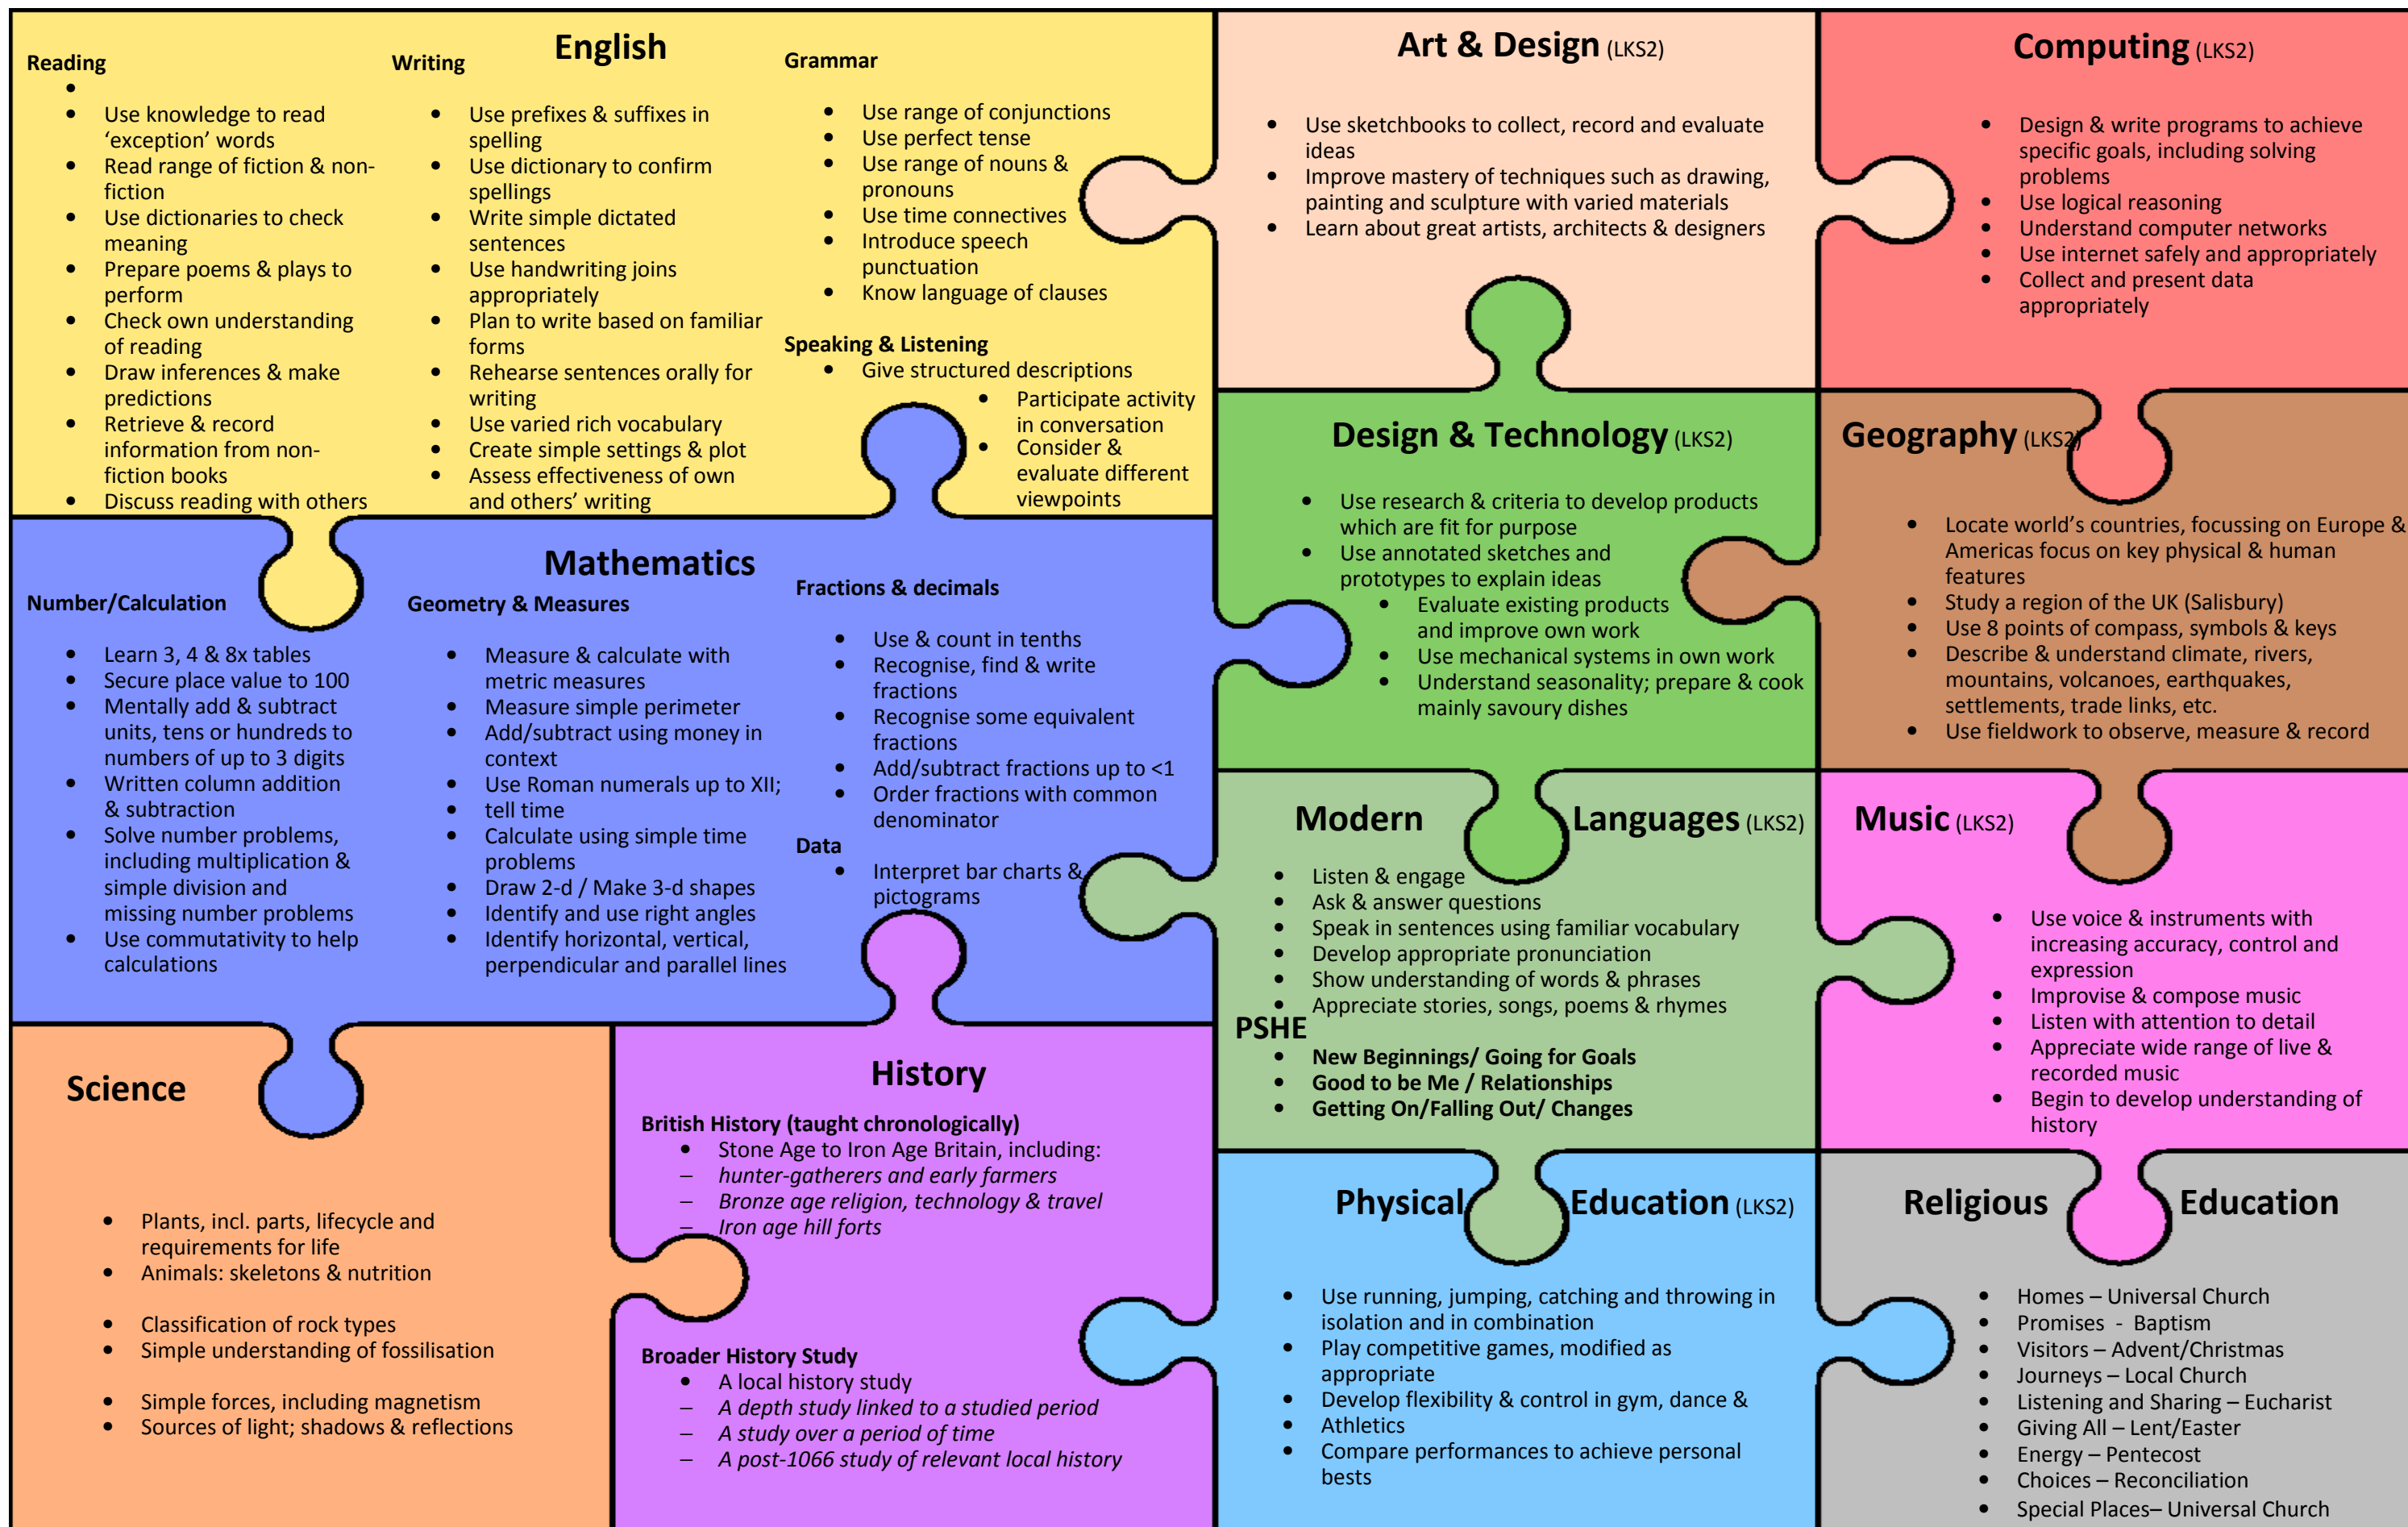 English
Reading
Use knowledge to read
‘exception’ words
Read range of fiction & non-
fiction
Use dictionaries to check
meaning
Prepare poems & plays to
perform
Check own understanding
of reading
Draw inferences & make
predictions
Retrieve & record
information from non-
fiction books
Discuss reading with others
Writing
Use prefixes & suffixes in
spelling
Use dictionary to confirm
spellings
Write simple dictated
sentences
Use handwriting joins
appropriately
Plan to write based on familiar
forms
Rehearse sentences orally for
writing
Use varied rich vocabulary
Create simple settings & plot
Assess effectiveness of own
and others’ writing
Grammar
Use range of conjunctions
Use perfect tense
Use range of nouns &
pronouns
Use time connectives
Introduce speech
punctuation
Know language of clauses
Speaking & Listening
Give structured descriptions
Participate activity
in conversation
Consider &
evaluate different
viewpoints
Art & Design (LKS2)
Use sketchbooks to collect, record and evaluate
ideas
Improve mastery of techniques such as drawing,
painting and sculpture with varied materials
Learn about great artists, architects & designers
Computing (LKS2)
Design & write programs to achieve
specific goals, including solving
problems
Use logical reasoning
Understand computer networks
Use internet safely and appropriately
Collect and present data
appropriately
Mathematics
Number/Calculation
Learn 3, 4 & 8x tables
Secure place value to 100
Mentally add & subtract
units, tens or hundreds to
numbers of up to 3 digits
Written column addition
& subtraction
Solve number problems,
including multiplication &
simple division and
missing number problems
Use commutativity to help
calculations
Geometry & Measures
Measure & calculate with
metric measures
Measure simple perimeter
Add/subtract using money in
context
Use Roman numerals up to XII;
tell time
Calculate using simple time
problems
Draw 2-d / Make 3-d shapes
Identify and use right angles
Identify horizontal, vertical,
perpendicular and parallel lines
Fractions & decimals
Use & count in tenths
Recognise, find & write
fractions
Recognise some equivalent
fractions
Add/subtract fractions up to <1
Order fractions with common
denominator
Data
Interpret bar charts &
pictograms
Design & Technology (LKS2)
Use research & criteria to develop products
which are fit for purpose
Use annotated sketches and
prototypes to explain ideas
Evaluate existing products
and improve own work
Use mechanical systems in own work
Understand seasonality; prepare & cook
mainly savoury dishes
Geography (LKS2)
Locate world’s countries, focussing on Europe &
Americas focus on key physical & human
features
Study a region of the UK (Salisbury)
Use 8 points of compass, symbols & keys
Describe & understand climate, rivers,
mountains, volcanoes, earthquakes,
settlements, trade links, etc.
Use fieldwork to observe, measure & record
Modern Languages (LKS2)
Listen & engage
Ask & answer questions
Speak in sentences using familiar vocabulary
Develop appropriate pronunciation
Show understanding of words & phrases
Appreciate stories, songs, poems & rhymes
PSHE
New Beginnings/ Going for Goals
Good to be Me / Relationships
Getting On/Falling Out/ Changes
Music (LKS2)
Use voice & instruments with
increasing accuracy, control and
expression
Improvise & compose music
Listen with attention to detail
Appreciate wide range of live &
recorded music
Begin to develop understanding of
history
Science
Plants, incl. parts, lifecycle and
requirements for life
Animals: skeletons & nutrition
Classification of rock types
Simple understanding of fossilisation
Simple forces, including magnetism
Sources of light; shadows & reflections
History
British History (taught chronologically)
Stone Age to Iron Age Britain, including:
– hunter-gatherers and early farmers
– Bronze age religion, technology & travel
– Iron age hill forts
Broader History Study
A local history study
– A depth study linked to a studied period
– A study over a period of time
– A post-1066 study of relevant local history
Physical Education (LKS2)
Use running, jumping, catching and throwing in
isolation and in combination
Play competitive games, modified as
appropriate
Develop flexibility & control in gym, dance &
Athletics
Compare performances to achieve personal
bests
Religious Education
Homes – Universal Church
Promises - Baptism
Visitors – Advent/Christmas
Journeys – Local Church
Listening and Sharing – Eucharist
Giving All – Lent/Easter
Energy – Pentecost
Choices – Reconciliation
Special Places– Universal Church